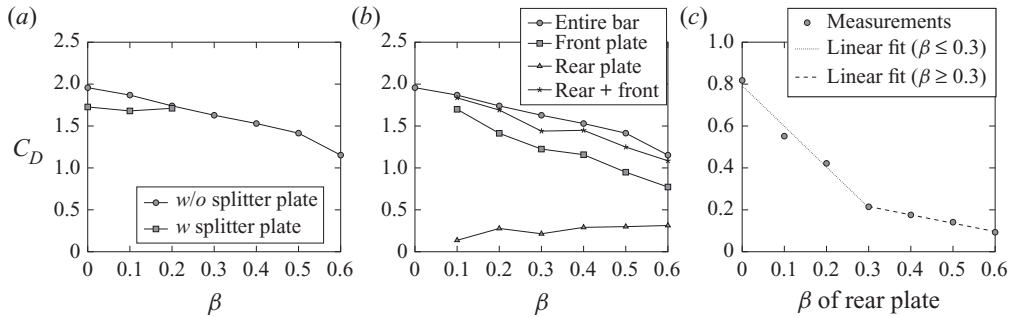 (a)
2.5
2.0
1.5
1.0
0.5
0
C_D
w/o splitter plate
w splitter plate
0 0.1 0.2 0.3 0.4 0.5 0.6
β
(b)
2.5
2.0
1.5
1.0
0.5
0
Entire bar
Front plate
Rear plate
Rear + front
0 0.1 0.2 0.3 0.4 0.5 0.6
β
(c)
1.0
0.8
0.6
0.4
0.2
0
Measurements
Linear fit (β ≤ 0.3)
Linear fit (β ≥ 0.3)
0 0.1 0.2 0.3 0.4 0.5 0.6
β of rear plate